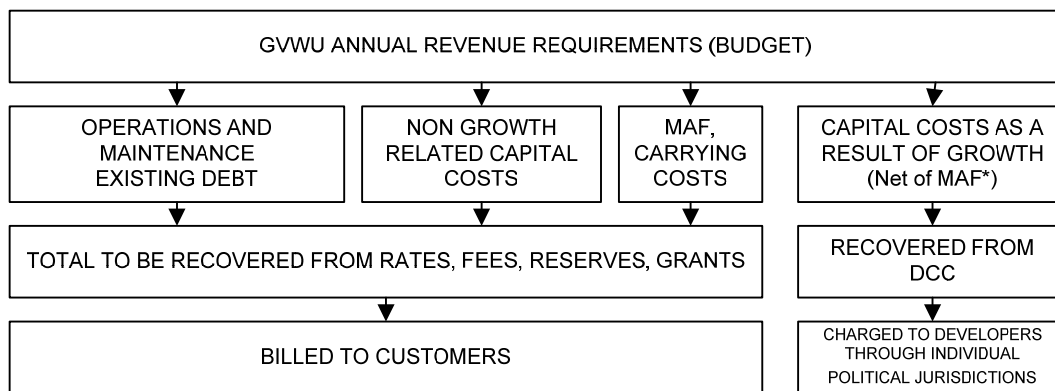 GVWU ANNUAL REVENUE REQUIREMENTS (BUDGET)
OPERATIONS AND
MAINTENANCE
EXISTING DEBT
NON GROWTH
RELATED CAPITAL
COSTS
MAF,
CARRYING
COSTS
CAPITAL COSTS AS A
RESULT OF GROWTH
(Net of MAF*)
TOTAL TO BE RECOVERED FROM RATES, FEES, RESERVES, GRANTS
RECOVERED FROM
DCC
BILLED TO CUSTOMERS
CHARGED TO DEVELOPERS
THROUGH INDIVIDUAL
POLITICAL JURISDICTIONS